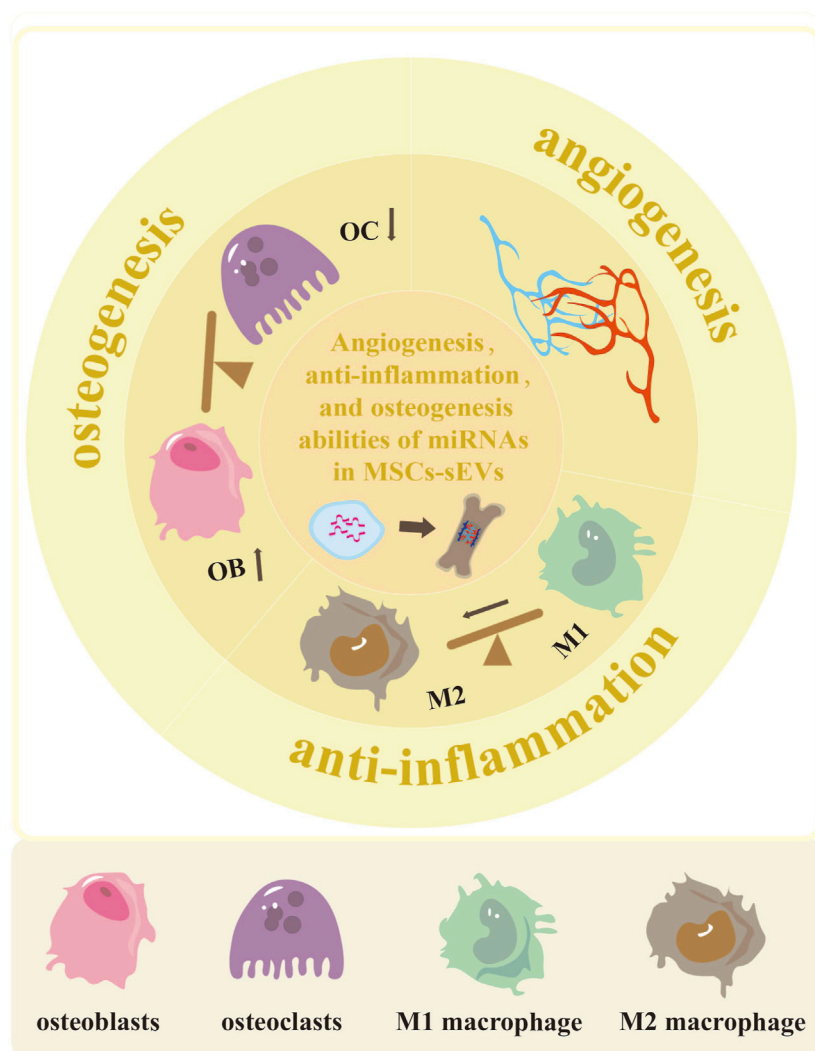 osteogenesis
angiogenesis
OC
Angiogenesis,
anti-inflammation,
and osteogenesis
abilities of miRNAs
in MSCs-sEVs
OB
M1
M2
anti-inflammation
osteoblasts
osteoclasts
M1 macrophage
M2 macrophage